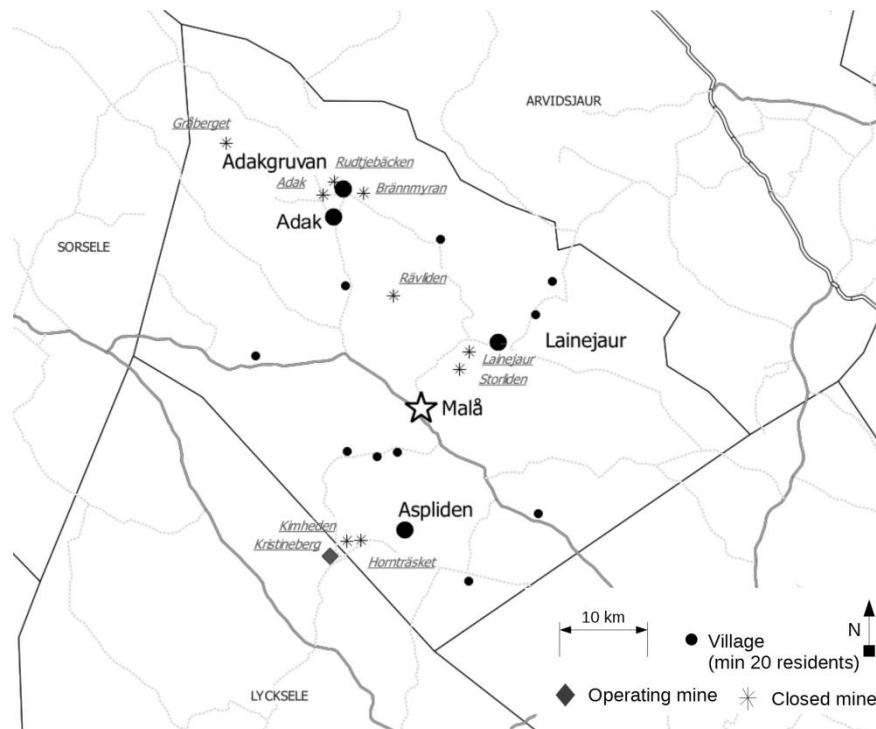 ARVIDSJAUR
Gråberget
Adakgruvan
Rudtjebäcken
Adak
Brännmyran
Adak
SORSELE
Rävliden
Lainejaur
Lainejaur
Storliden
Malå
Aspliden
Kimheden
Kristineberg
Hornträsket
10 km
N
Village
(min 20 residents)
LYCKSELE
Operating mine
Closed mine